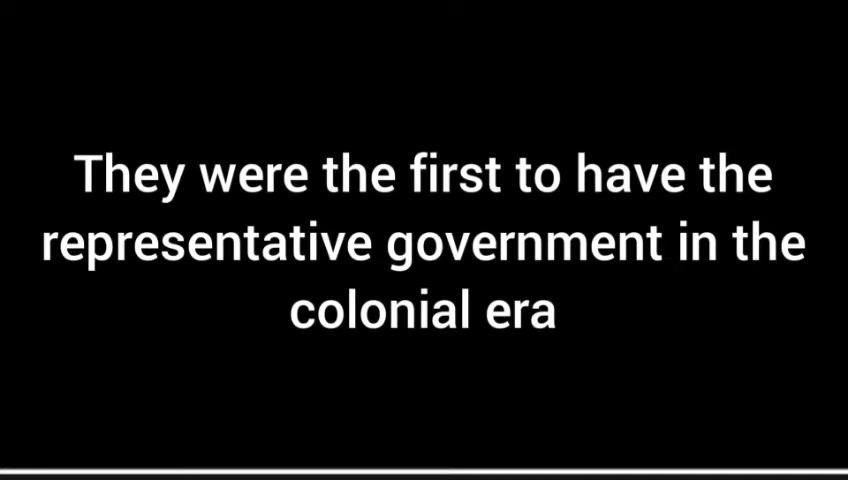 They were the first to have the
representative government in the
colonial era